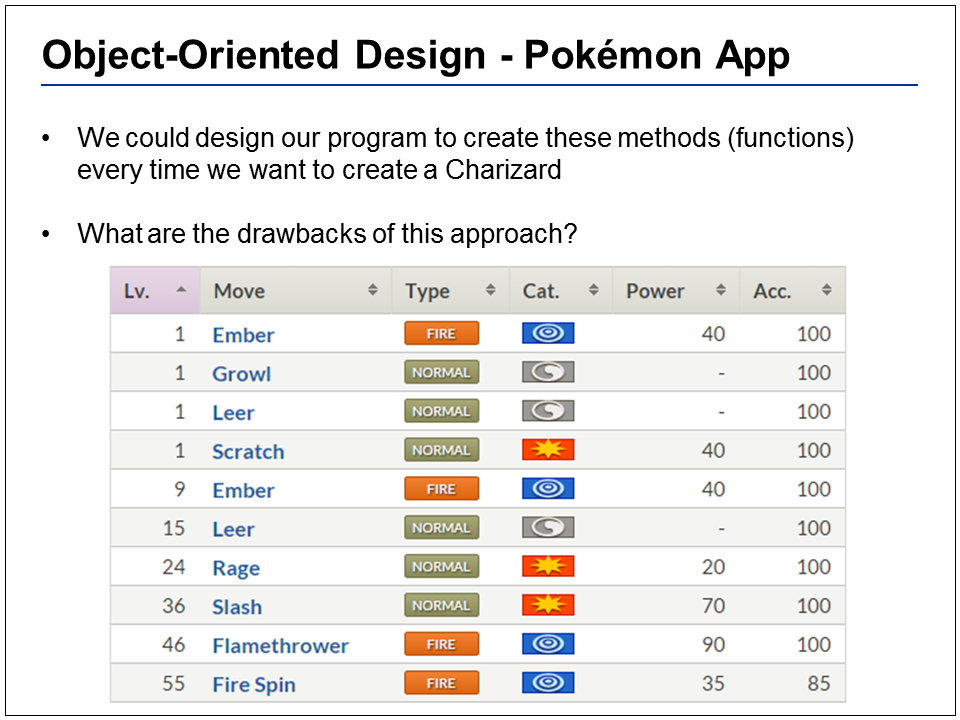 Object-Oriented Design - Pokémon App
• We could design our program to create these methods (functions)
every time we want to create a Charizard
• What are the drawbacks of this approach?
Lv. Move Type Cat. Power Acc.
1 Ember FIRE 40 100
1 Growl NORMAL - 100
1 Leer NORMAL - 100
1 Scratch NORMAL 40 100
9 Ember FIRE 40 100
15 Leer NORMAL - 100
24 Rage NORMAL 20 100
36 Slash NORMAL 70 100
46 Flamethrower FIRE 90 100
55 Fire Spin FIRE 35 85